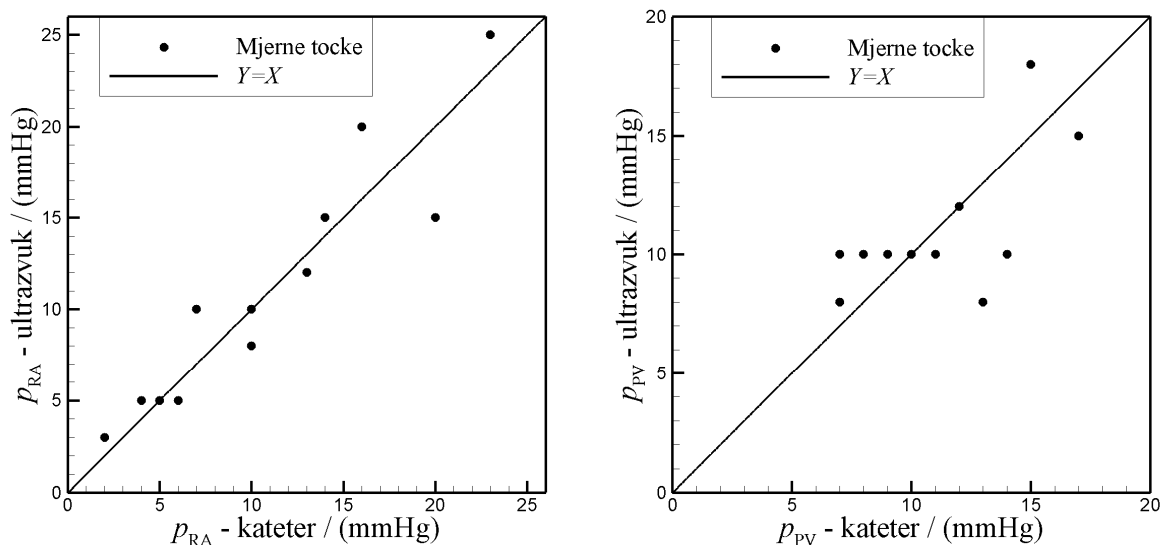 Mjerne tocke
Y=X
25
20
15
10
5
0
0 5 10 15 20 25
p_RA - ultrazvuk / (mmHg)
p_RA - kateter / (mmHg)
Mjerne tocke
Y=X
20
15
10
5
0
0 5 10 15 20
p_PV - ultrazvuk / (mmHg)
p_PV - kateter / (mmHg)